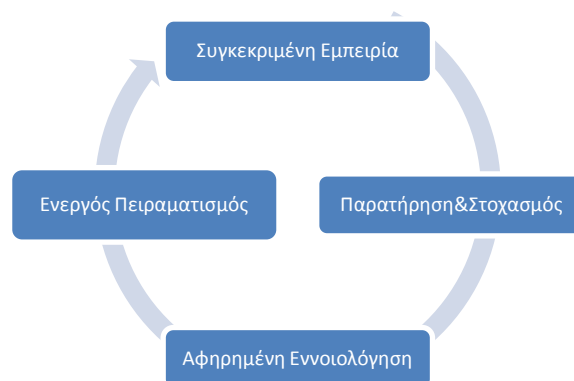 Συγκεκριμένη Εμπειρία
Ενεργός Πειραματισμός
Παρατήρηση&Στοχασμός
Αφηρημένη Εννοιολόγηση